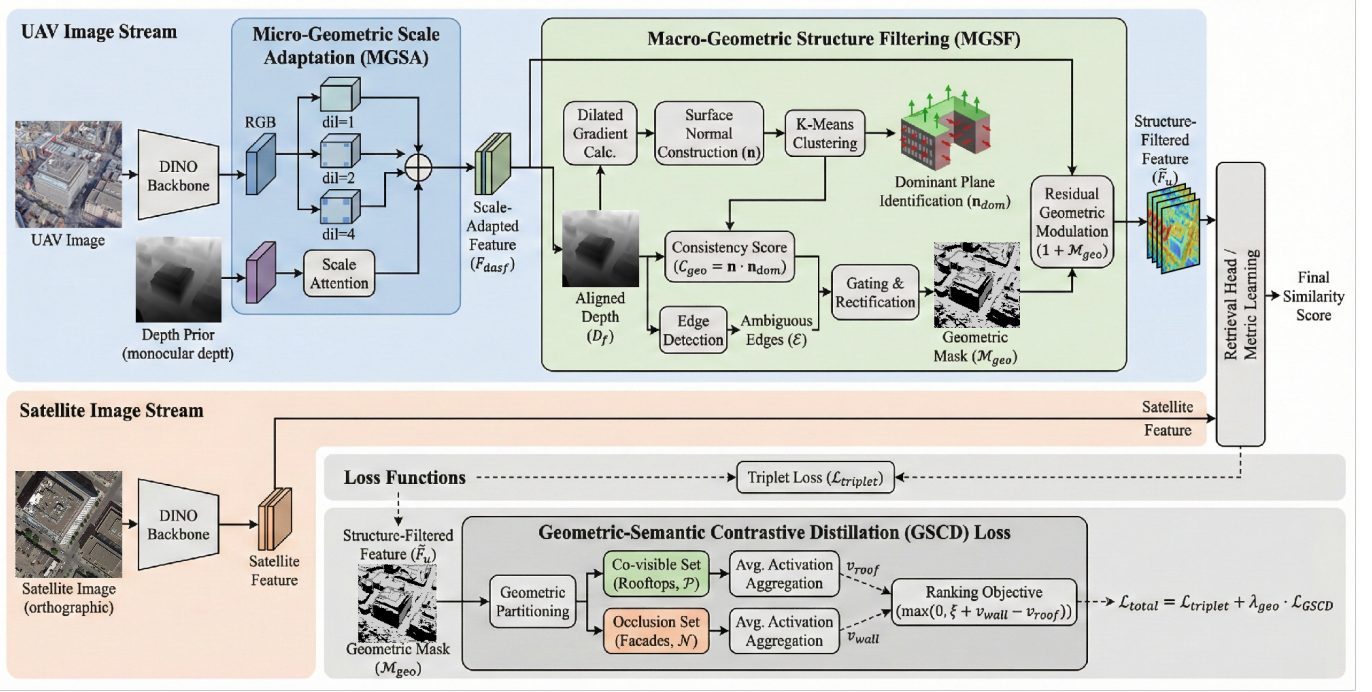 UAV Image Stream
Micro-Geometric Scale
Adaptation (MGSA)
Macro-Geometric Structure Filtering (MGSF)
DINO
Backbone
UAV Image
RGB
dil=1
dil=2
dil=4
Scale
Attention
Depth Prior
(monocular deptf)
Scale-
Adapted
Feature
(F_dasf)
Dilated
Gradient
Calc.
Surface
Normal
Construction (n)
K-Means
Clustering
Dominant Plane
Identification (n_dom)
Aligned
Depth
(D_f)
Consistency Score
(C_geo = n · n_dom)
Edge
Detection
Ambiguous
Edges (ℰ)
Gating &
Rectification
Geometric
Mask (ℳ_geo)
Residual
Geometric
Modulation
(1 + ℳ_geo)
Structure-
Filtered
Feature
(F̃_u)
Retrieval Head /
Metric Learning
Final
Similarity
Score
Satellite Image Stream
Satellite
Feature
DINO
Backbone
Satellite Image
(orthographic)
Satellite
Feature
Loss Functions
Triplet Loss (ℒ_triplet)
Structure-Filtered
Feature (F̃_u)
Geometric Mask
(ℳ_geo)
Geometric-Semantic Contrastive Distillation (GSCD) Loss
Geometric
Partitioning
Co-visible Set
(Rooftops, 𝒫)
Occlusion Set
(Facades, 𝒩)
Avg. Activation
Aggregation
Avg. Activation
Aggregation
v_roof
v_wall
Ranking Objective
(max(0, ξ + v_wall − v_roof))
ℒ_total = ℒ_triplet + λ_geo · ℒ_GSCD